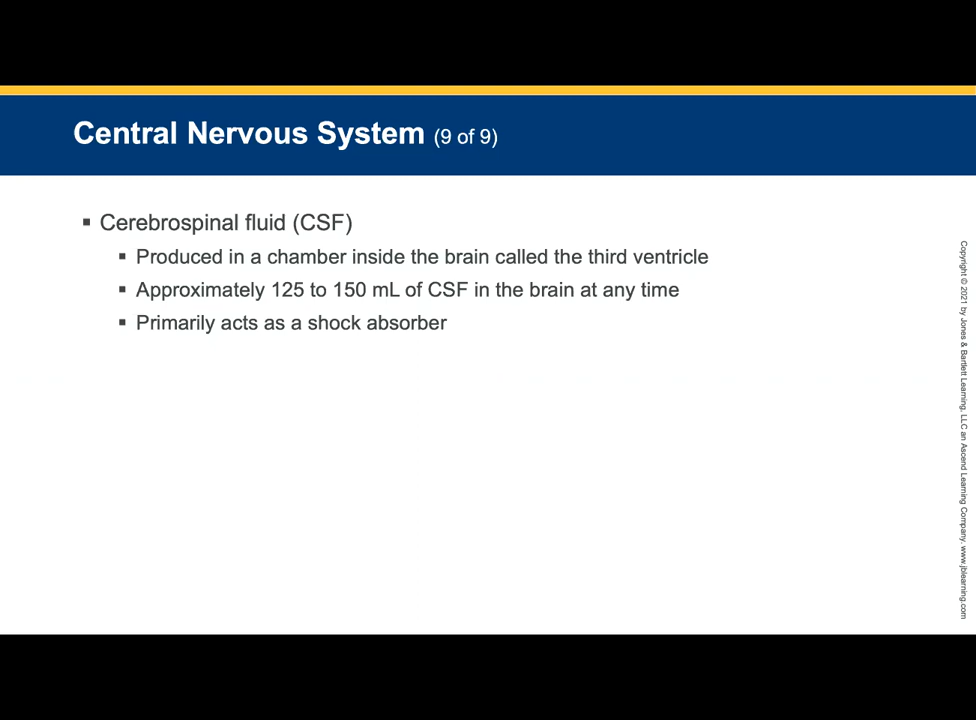 Central Nervous System (9 of 9)
▪ Cerebrospinal fluid (CSF)
▪ Produced in a chamber inside the brain called the third ventricle
▪ Approximately 125 to 150 mL of CSF in the brain at any time
▪ Primarily acts as a shock absorber
Copyright © 2021 by Jones & Bartlett Learning, LLC an Ascend Learning Company. www.jblearning.com